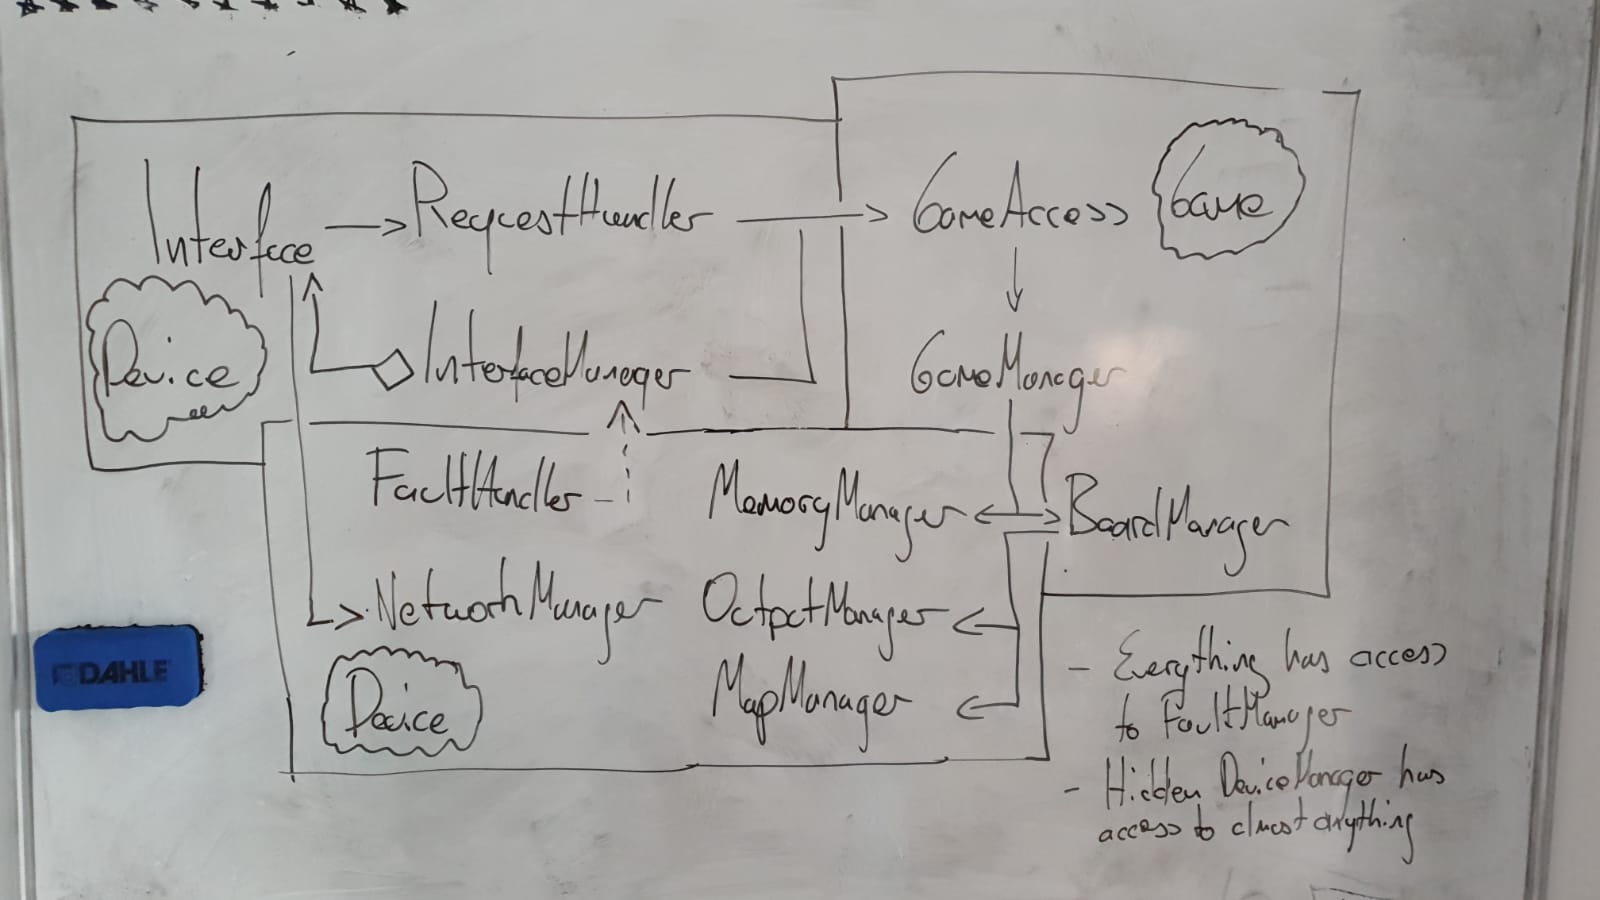 Interface
RequestHandler
GameAccess
Game
Device
InterfaceManager
GameManager
FaultHandler
MemoryManager
BoardManager
NetworkManager
OutputManager
Device
MapManager
- Everything has access
to FaultManager
- Hidden DeviceManager has
access to almost anything
DAHLE